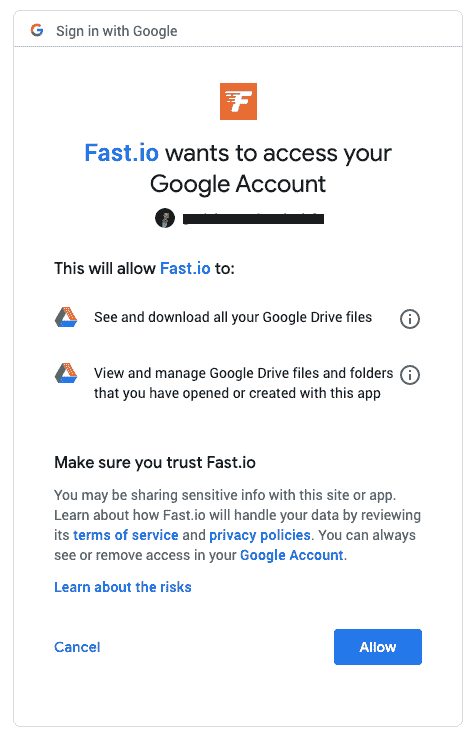 Sign in with Google
Fast.io wants to access your
Google Account
This will allow Fast.io to:
See and download all your Google Drive files
View and manage Google Drive files and folders
that you have opened or created with this app
Make sure you trust Fast.io
You may be sharing sensitive info with this site or app.
Learn about how Fast.io will handle your data by reviewing
its terms of service and privacy policies. You can always
see or remove access in your Google Account.
Learn about the risks
Cancel
Allow